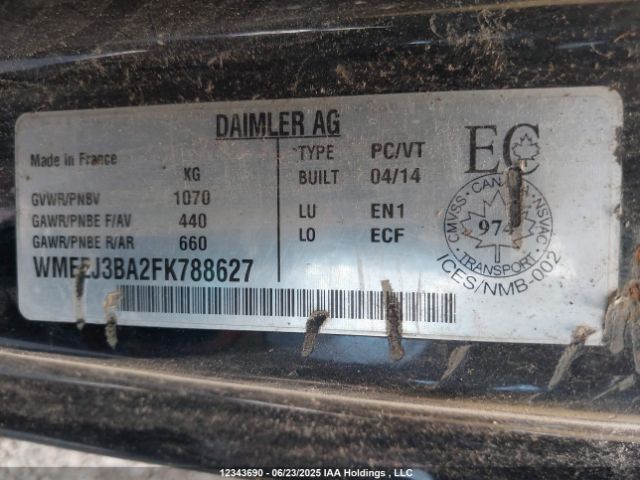 DAIMLER AG
Made in France
KG
GVWR/PNBV 1070
GAWR/PNBE F/AV 440
GAWR/PNBE R/AR 660
WMEEJ3BA2FK788627
TYPE PC/VT
BUILT 04/14
LU EN1
LO ECF
EC
CMVSS · CANADA · NSVAC
974
TRANSPORT
ICES/NMB-002
12343690 - 06/23/2025 IAA Holdings , LLC